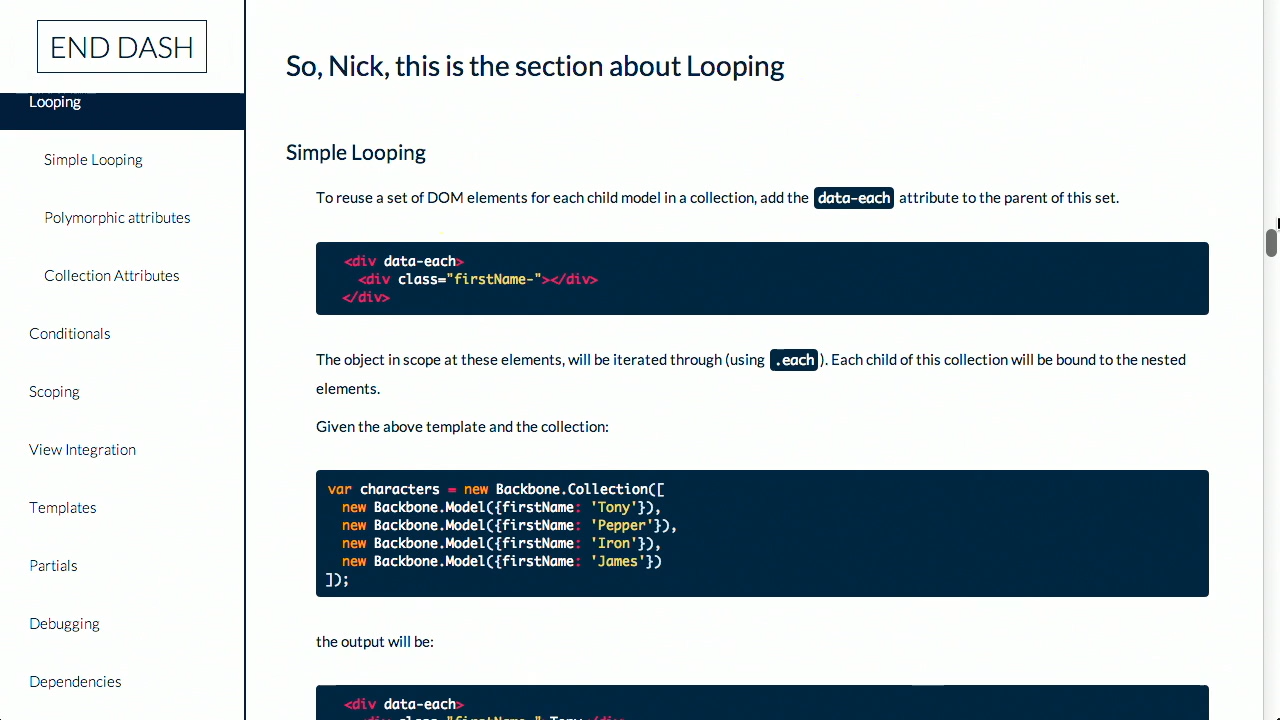 END DASH
Looping
Simple Looping
Polymorphic attributes
Collection Attributes
Conditionals
Scoping
View Integration
Templates
Partials
Debugging
Dependencies
So, Nick, this is the section about Looping
Simple Looping
To reuse a set of DOM elements for each child model in a collection, add the data-each attribute to the parent of this set.
<div data-each>
<div class="firstName-"></div>
</div>
The object in scope at these elements, will be iterated through (using .each). Each child of this collection will be bound to the nested
elements.
Given the above template and the collection:
var characters = new Backbone.Collection([
new Backbone.Model({firstName: 'Tony'}),
new Backbone.Model({firstName: 'Pepper'}),
new Backbone.Model({firstName: 'Iron'}),
new Backbone.Model({firstName: 'James'})
]);
the output will be:
<div data-each>